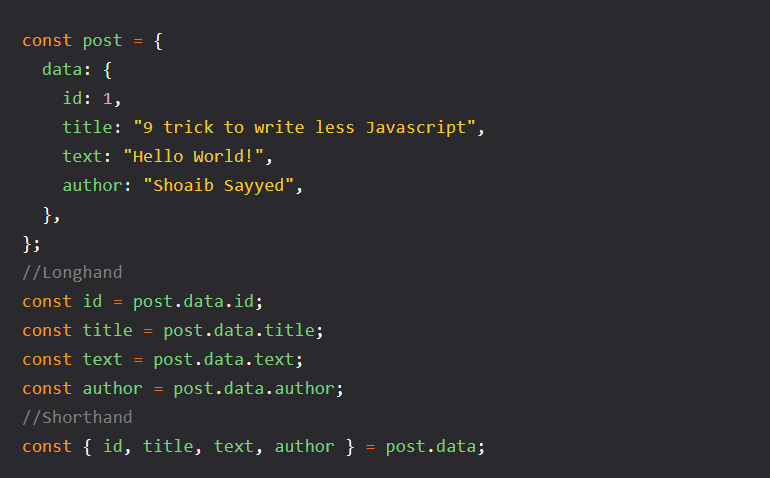 const post = {
  data: {
    id: 1,
    title: "9 trick to write less Javascript",
    text: "Hello World!",
    author: "Shoaib Sayyed",
  },
};
//Longhand
const id = post.data.id;
const title = post.data.title;
const text = post.data.text;
const author = post.data.author;
//Shorthand
const { id, title, text, author } = post.data;